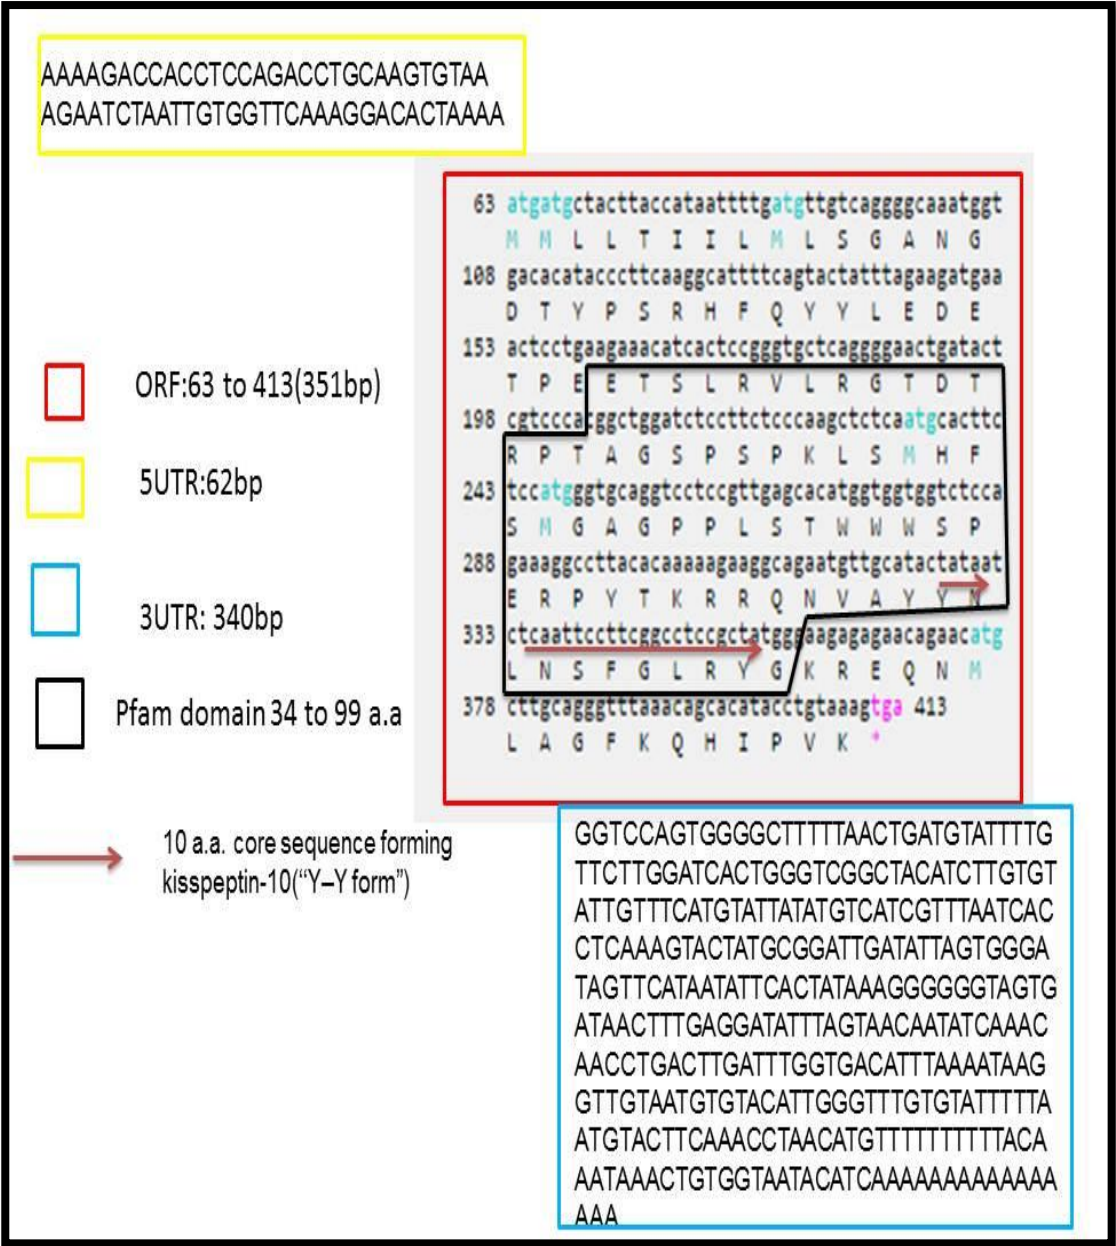 AAAAGACCACCTCCAGACCTGCAAGTGTAA
AGAATCTAATTGTGGTTCAAAGGACACTAAAA
63 atgatgctacttaccataattttgatgttgtcaggggcaaatggt
M M L L T I I L M L S G A N G
108 gacacatacccttcaaggcattttcagtactatttagaagatgaa
D T Y P S R H F Q Y Y L E D E
153 actcctgaagaaacatcactccgggtgctcaggggaactgatact
T P E E T S L R V L R G T D T
198 cgtcccacggctggatctccttctcccaagctctcaatgcacttc
R P T A G S P S P K L S M H F
243 tccatgggtgcaggtcctccgttgagcacatggtggtggtctcca
S M G A G P P L S T W W W S P
288 gaaaggccttacacaaaaagaaggcagaatgttgcatactataat
E R P Y T K R R Q N V A Y Y N
333 ctcaattccttcggcctccgctatgggaagagagaacagaacatg
L N S F G L R Y G K R E Q N M
378 cttgcagggtttaaacagcacatacctgtaaagtga 413
L A G F K Q H I P V K *
ORF:63 to 413(351bp)
5UTR:62bp
3UTR: 340bp
Pfam domain 34 to 99 a.a
10 a.a. core sequence forming
kisspeptin-10("Y–Y form")
GGTCCAGTGGGGCTTTTTAACTGATGTATTTTG
TTCTTGGATCACTGGGTCGGCTACATCTTGTGT
ATTGTTTCATGTATTATATGTCATCGTTTAATCAC
CTCAAAGTACTATGCGGATTGATATTAGTGGGA
TAGTTCATAATATTCACTATAAAGGGGGGTAGTG
ATAACTTTGAGGATATTTAGTAACAATATCAAAC
AACCTGACTTGATTTGGTGACATTTAAAATAAG
GTTGTAATGTGTACATTGGGTTTGTGTATTTTTA
ATGTACTTCAAACCTAACATGTTTTTTTTTTACA
AATAAACTGTGGTAATACATCAAAAAAAAAAAAA
AAA